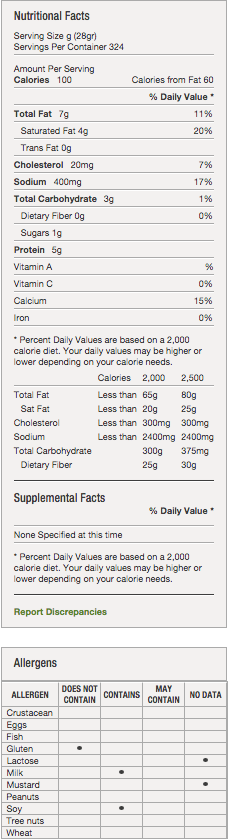 Nutritional Facts
Serving Size g (28gr)
Servings Per Container 324
Amount Per Serving
Calories 100 Calories from Fat 60
% Daily Value *
Total Fat 7g 11%
Saturated Fat 4g 20%
Trans Fat 0g
Cholesterol 20mg 7%
Sodium 400mg 17%
Total Carbohydrate 3g 1%
Dietary Fiber 0g 0%
Sugars 1g
Protein 5g
Vitamin A %
Vitamin C 0%
Calcium 15%
Iron 0%
* Percent Daily Values are based on a 2,000
calorie diet. Your daily values may be higher or
lower depending on your calorie needs.
Calories 2,000 2,500
Total Fat Less than 65g 80g
Sat Fat Less than 20g 25g
Cholesterol Less than 300mg 300mg
Sodium Less than 2400mg 2400mg
Total Carbohydrate 300g 375mg
Dietary Fiber 25g 30g
Supplemental Facts
% Daily Value *
None Specified at this time
* Percent Daily Values are based on a 2,000
calorie diet. Your daily values may be higher or
lower depending on your calorie needs.
Report Discrepancies
Allergens
ALLERGEN DOES NOT CONTAIN CONTAINS MAY CONTAIN NO DATA
Crustacean
Eggs
Fish
Gluten
Lactose
Milk
Mustard
Peanuts
Soy
Tree nuts
Wheat